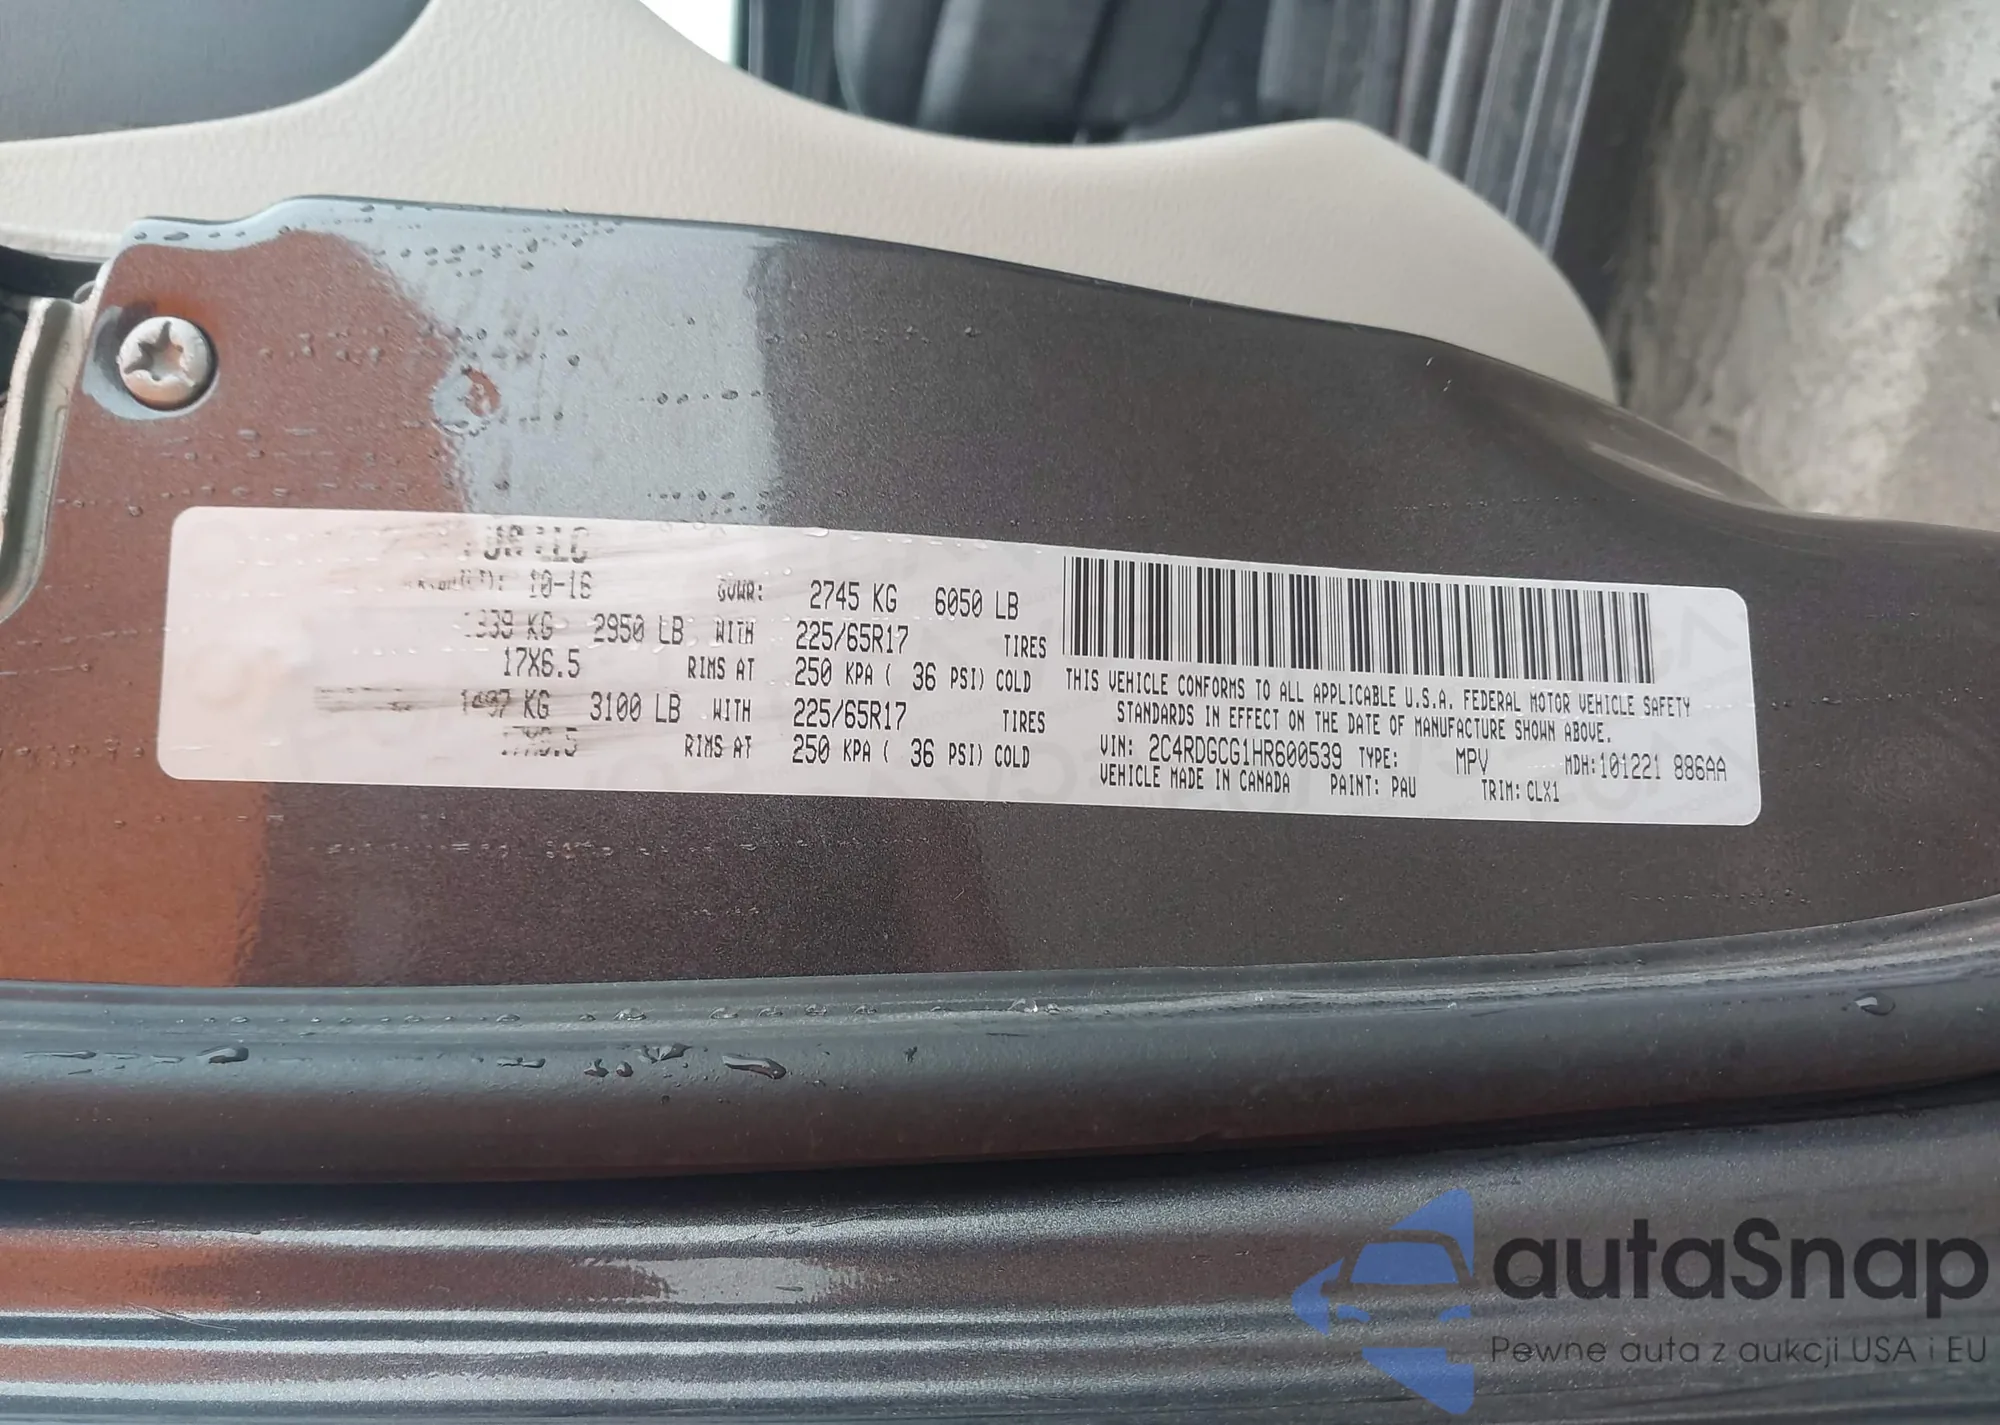 10-16 GVWR: 2745 KG 6050 LB
KG 2950 LB WITH 225/65R17 TIRES
17X6.5 RIMS AT 250 KPA ( 36 PSI) COLD
KG 3100 LB WITH 225/65R17 TIRES
RIMS AT 250 KPA ( 36 PSI) COLD
THIS VEHICLE CONFORMS TO ALL APPLICABLE U.S.A. FEDERAL MOTOR VEHICLE SAFETY
STANDARDS IN EFFECT ON THE DATE OF MANUFACTURE SHOWN ABOVE.
VIN: 2C4RDGCG1HR600539 TYPE: MPV MDH:101221 886AA
VEHICLE MADE IN CANADA PAINT: PAU TRIM: CLX1
autaSnap
Pewne auta z aukcji USA i EU